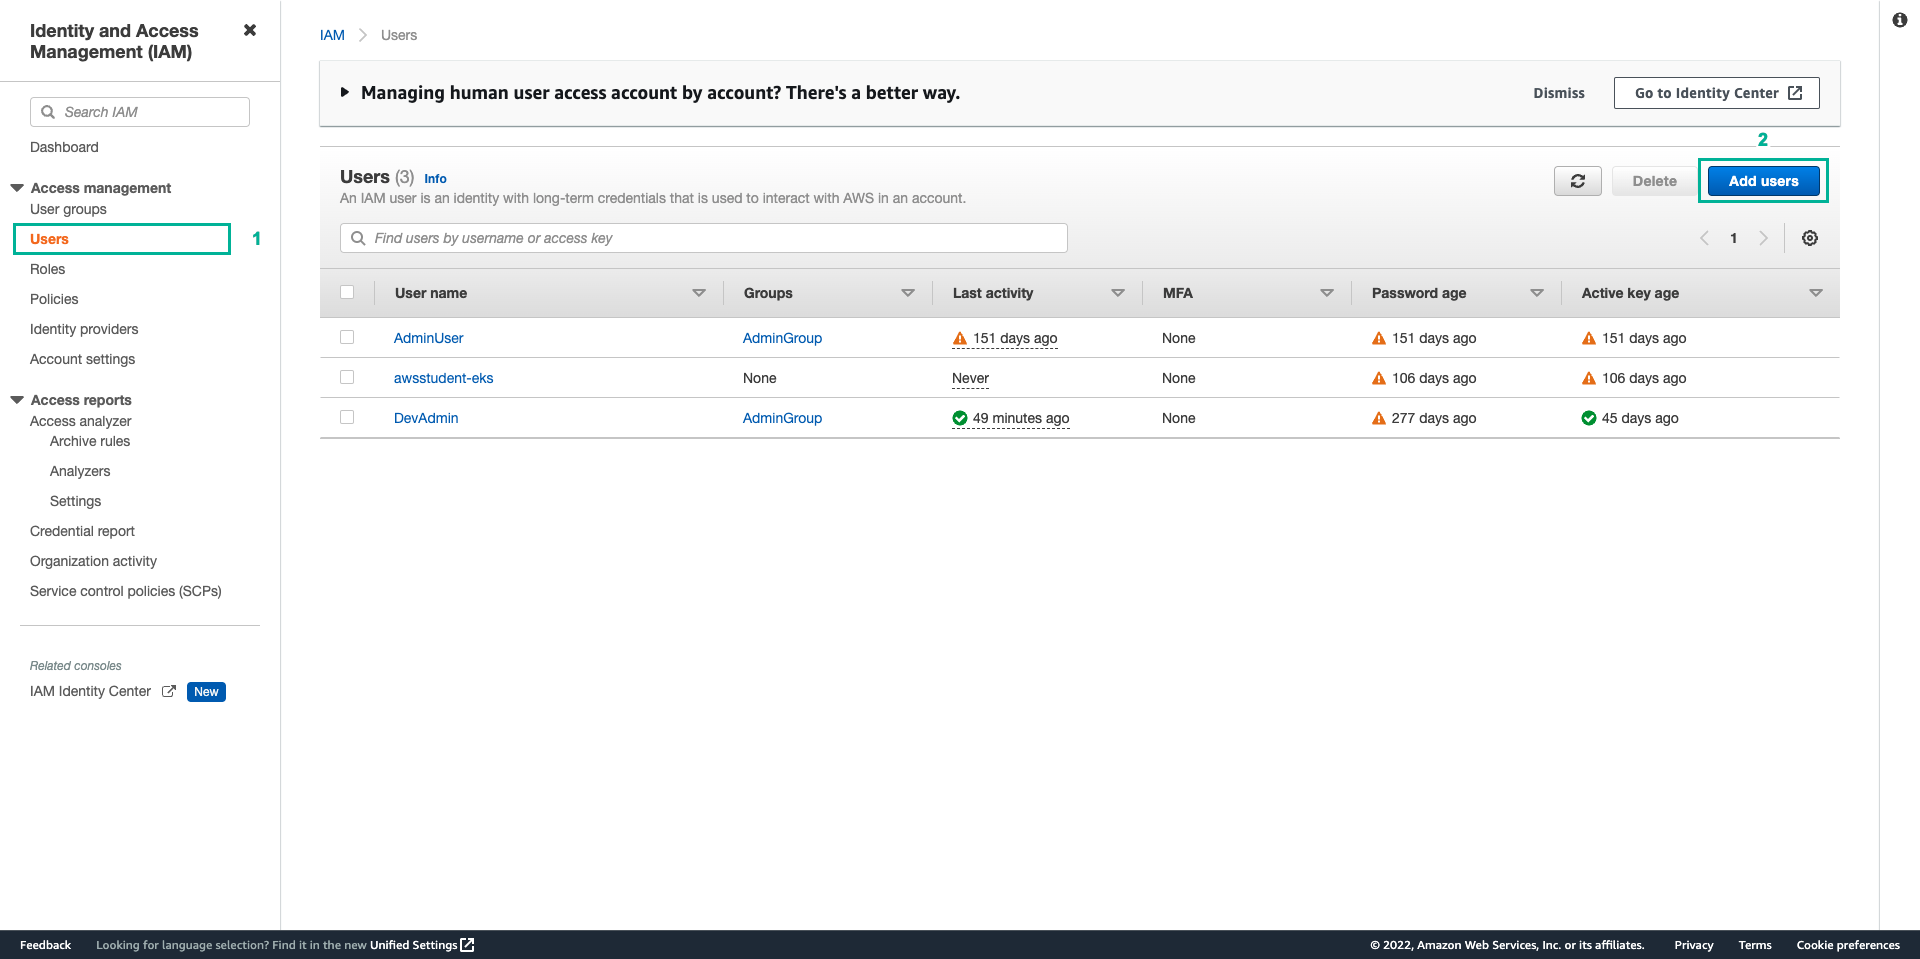 Identity and Access
Management (IAM)
Search IAM
Dashboard
Access management
User groups
Users
1
Roles
Policies
Identity providers
Account settings
Access reports
Access analyzer
Archive rules
Analyzers
Settings
Credential report
Organization activity
Service control policies (SCPs)
Related consoles
IAM Identity Center New
IAM Users
Managing human user access account by account? There's a better way.
Dismiss
Go to Identity Center
2
Users (3) Info
An IAM user is an identity with long-term credentials that is used to interact with AWS in an account.
Delete
Add users
Find users by username or access key
1
User name Groups Last activity MFA Password age Active key age
AdminUser AdminGroup 151 days ago None 151 days ago 151 days ago
awsstudent-eks None Never None 106 days ago 106 days ago
DevAdmin AdminGroup 49 minutes ago None 277 days ago 45 days ago
Feedback Looking for language selection? Find it in the new Unified Settings © 2022, Amazon Web Services, Inc. or its affiliates. Privacy Terms Cookie preferences